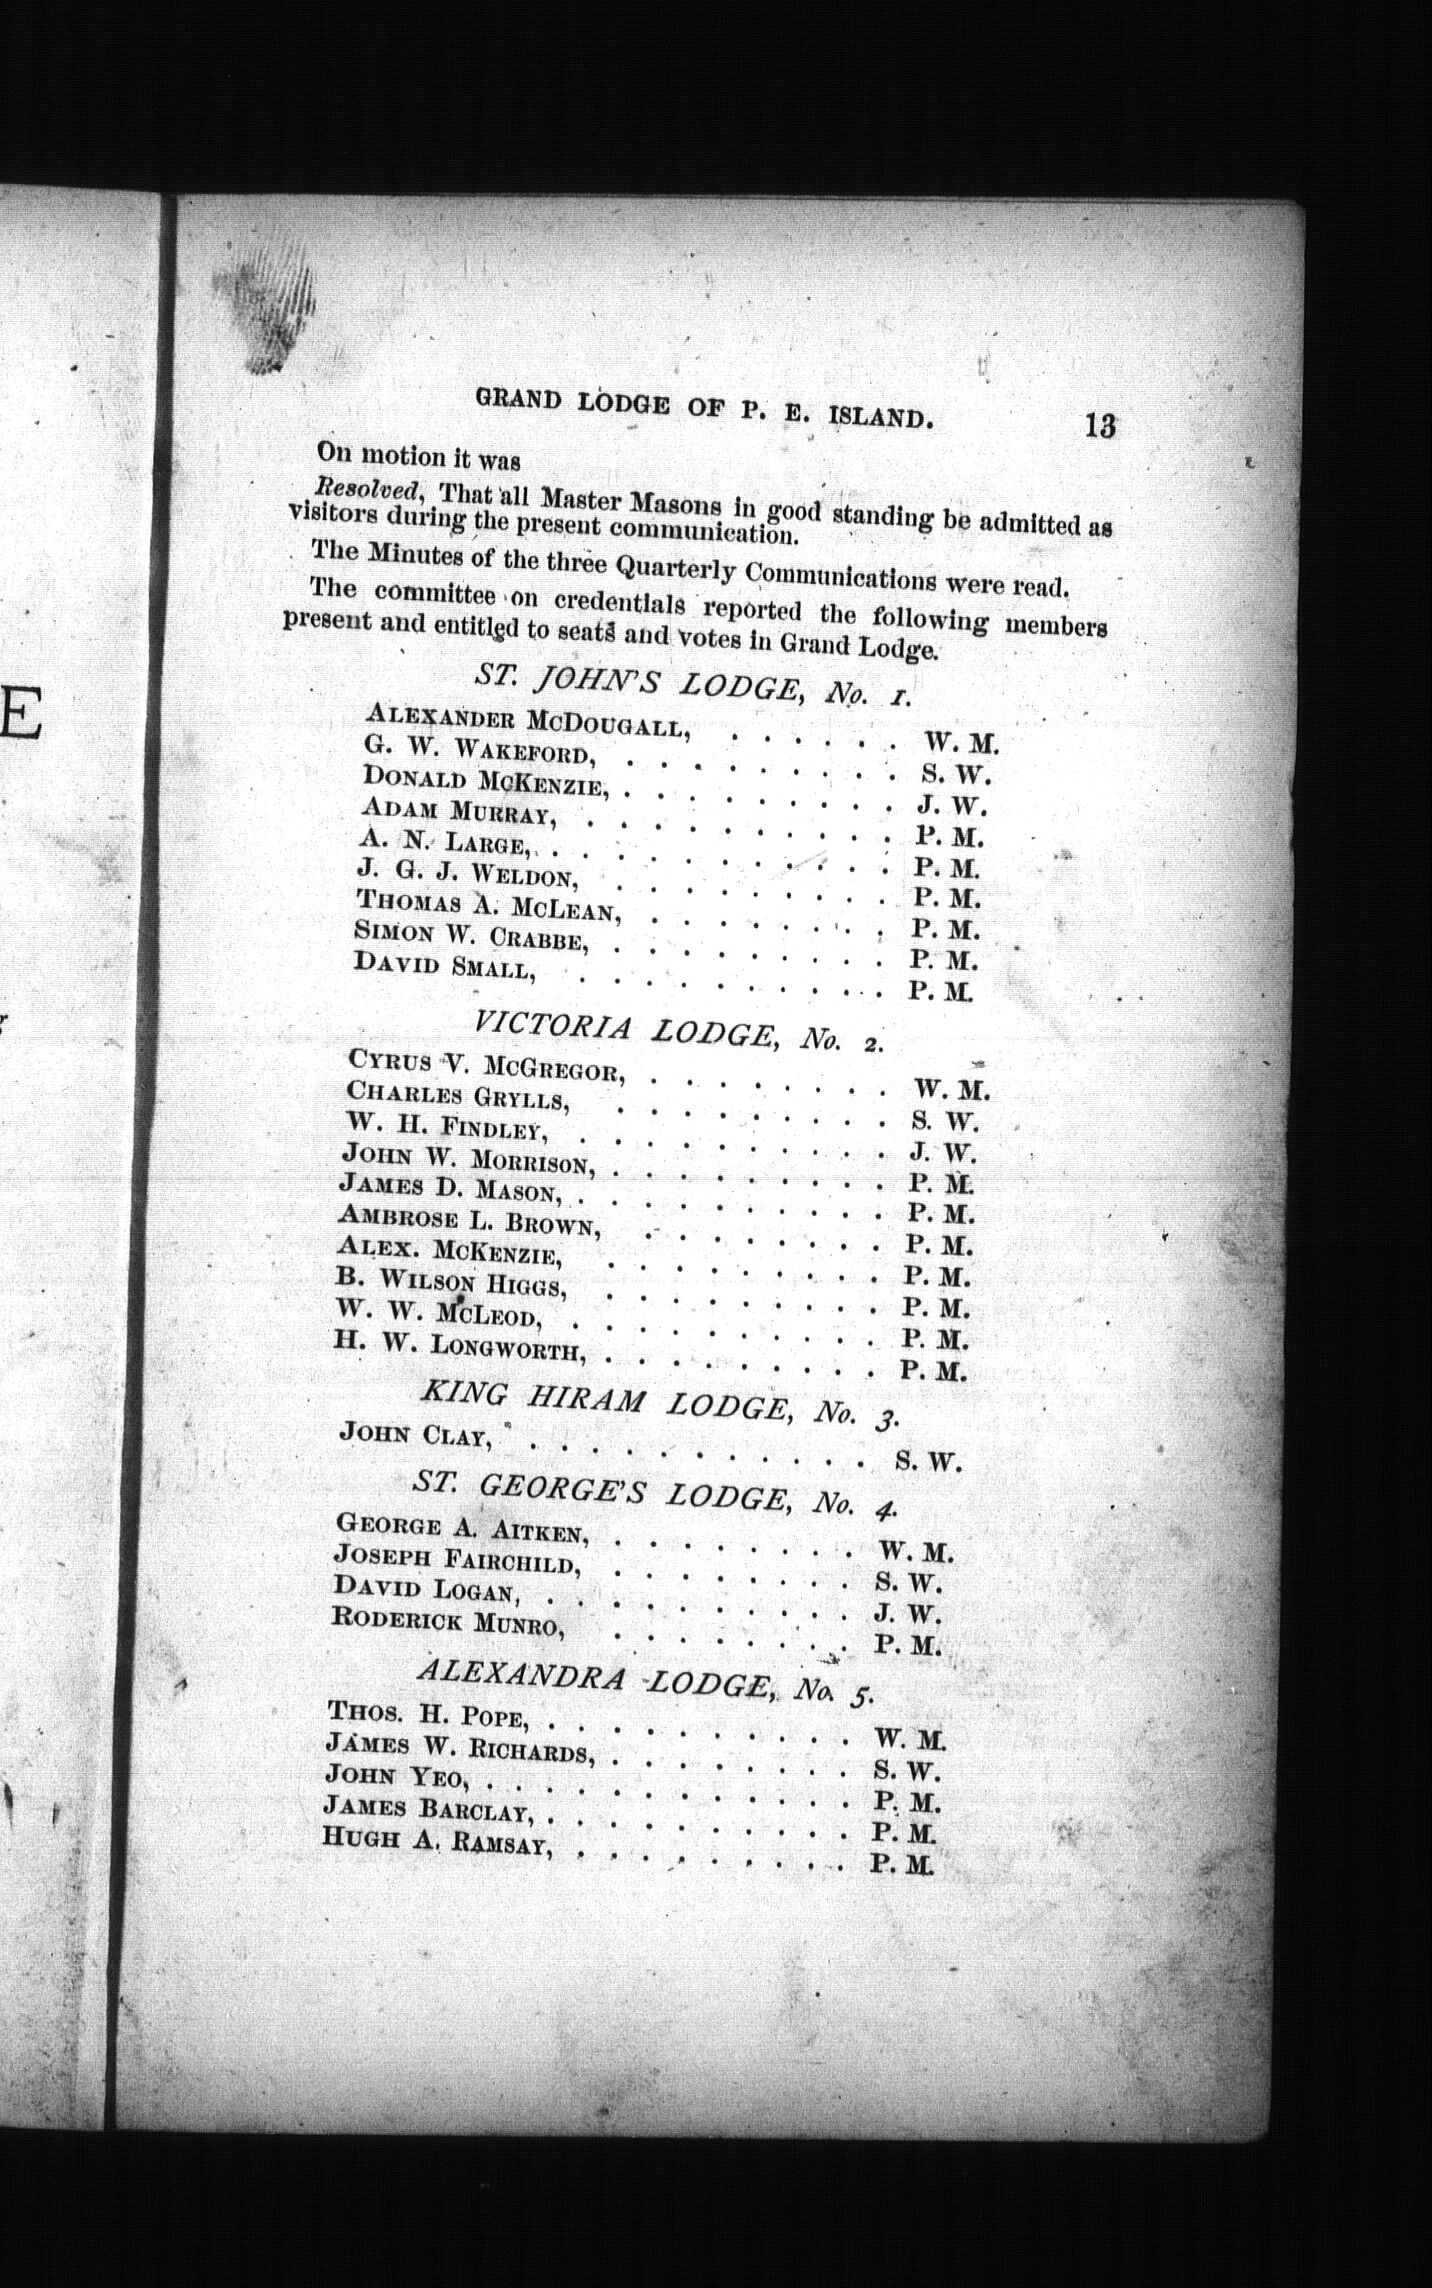 GRAND LODGE OF P. E. ISLAND. 13
On motion it was
Resolved, That all Master Masons in good standing be admitted as
visitors during the present communication.
The Minutes of the three Quarterly Communications were read.
The committee on credentials reported the following members
present and entitled to seats and votes in Grand Lodge.
ST. JOHN'S LODGE, No. 1.
ALEXANDER MCDOUGALL, . . . . . . W. M.
G. W. WAKEFORD, . . . . . . . . . S. W.
DONALD MCKENZIE, . . . . . . . . . J. W.
ADAM MURRAY, . . . . . . . . . . P. M.
A. N. LARGE, . . . . . . . . . . . P. M.
J. G. J. WELDON, . . . . . . . . . P. M.
THOMAS A. MCLEAN, . . . . . . . . P. M.
SIMON W. CRABBE, . . . . . . . . . P. M.
DAVID SMALL, . . . . . . . . . . P. M.
VICTORIA LODGE, No. 2.
CYRUS V. MCGREGOR, . . . . . . . . W. M.
CHARLES GRYLLS, . . . . . . . . . S. W.
W. H. FINDLEY, . . . . . . . . . . J. W.
JOHN W. MORRISON, . . . . . . . . . P. M.
JAMES D. MASON, . . . . . . . . . . P. M.
AMBROSE L. BROWN, . . . . . . . . P. M.
ALEX. MCKENZIE, . . . . . . . . . P. M.
B. WILSON HIGGS, . . . . . . . . . P. M.
W. W. MCLEOD, . . . . . . . . . . P. M.
H. W. LONGWORTH, . . . . . . . . . P. M.
KING HIRAM LODGE, No. 3.
JOHN CLAY, . . . . . . . . . . . S. W.
ST. GEORGE'S LODGE, No. 4.
GEORGE A. AITKEN, . . . . . . . . W. M.
JOSEPH FAIRCHILD, . . . . . . . . S. W.
DAVID LOGAN, . . . . . . . . . . J. W.
RODERICK MUNRO, . . . . . . . . P. M.
ALEXANDRA LODGE, No. 5.
THOS. H. POPE, . . . . . . . . . . W. M.
JAMES W. RICHARDS, . . . . . . . . S. W.
JOHN YEO, . . . . . . . . . . . . P. M.
JAMES BARCLAY, . . . . . . . . . . P. M.
HUGH A. RAMSAY, . . . . . . . . . P. M.
E